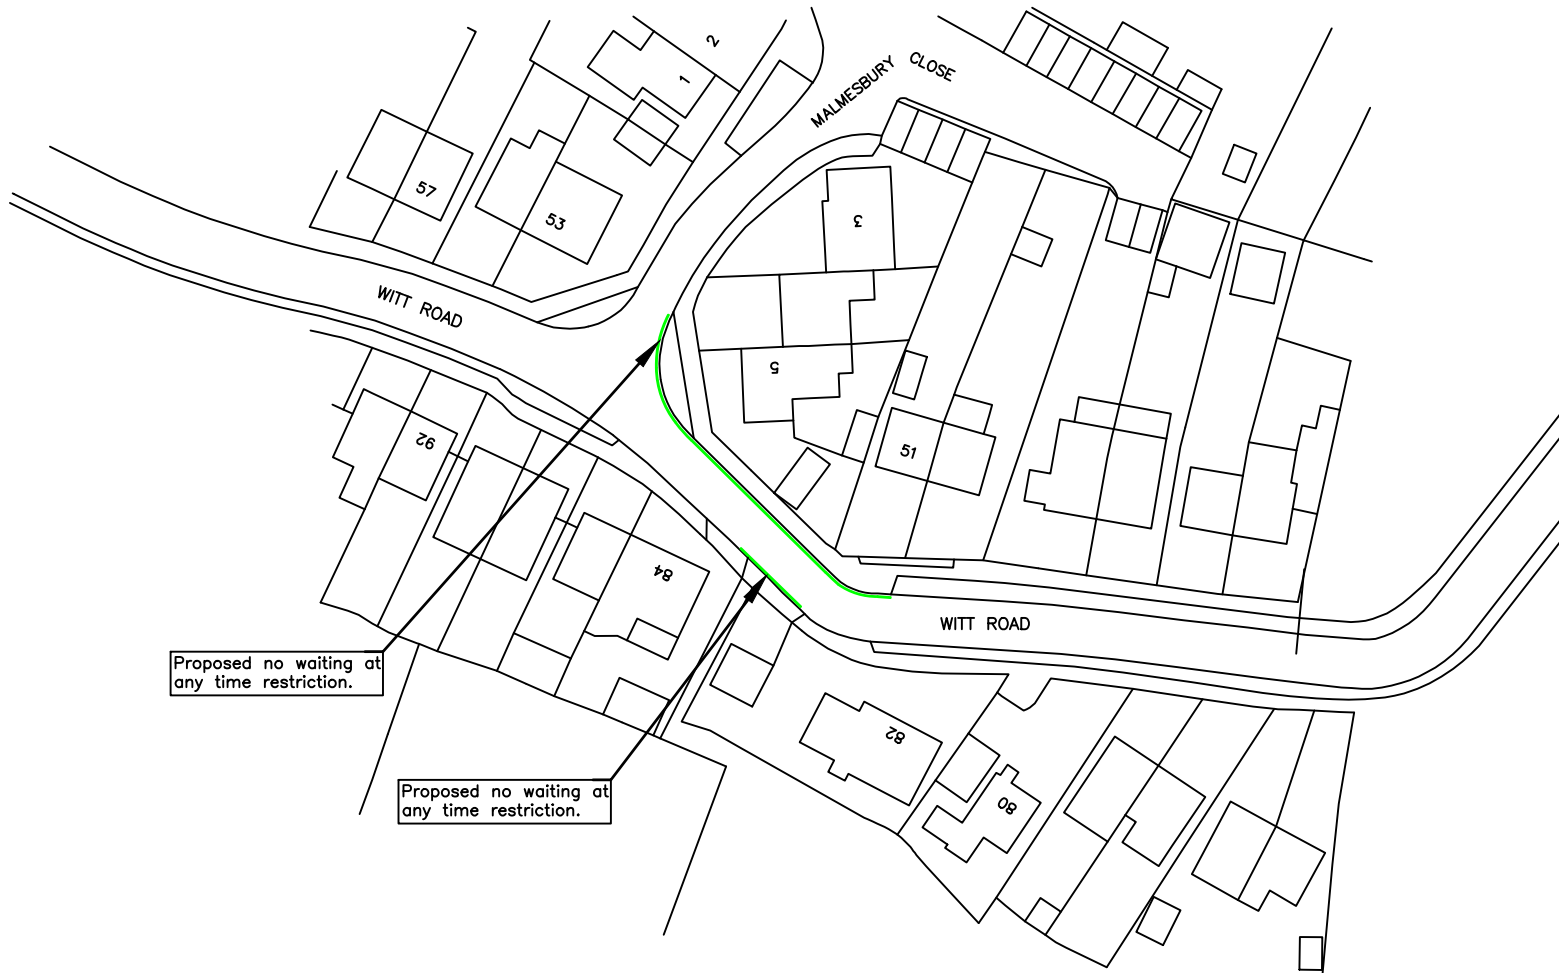 2
1
MALMESBURY CLOSE
57
53
3
WITT ROAD
5
92
51
84
WITT ROAD
Proposed no waiting at
any time restriction.
82
Proposed no waiting at
any time restriction.
80